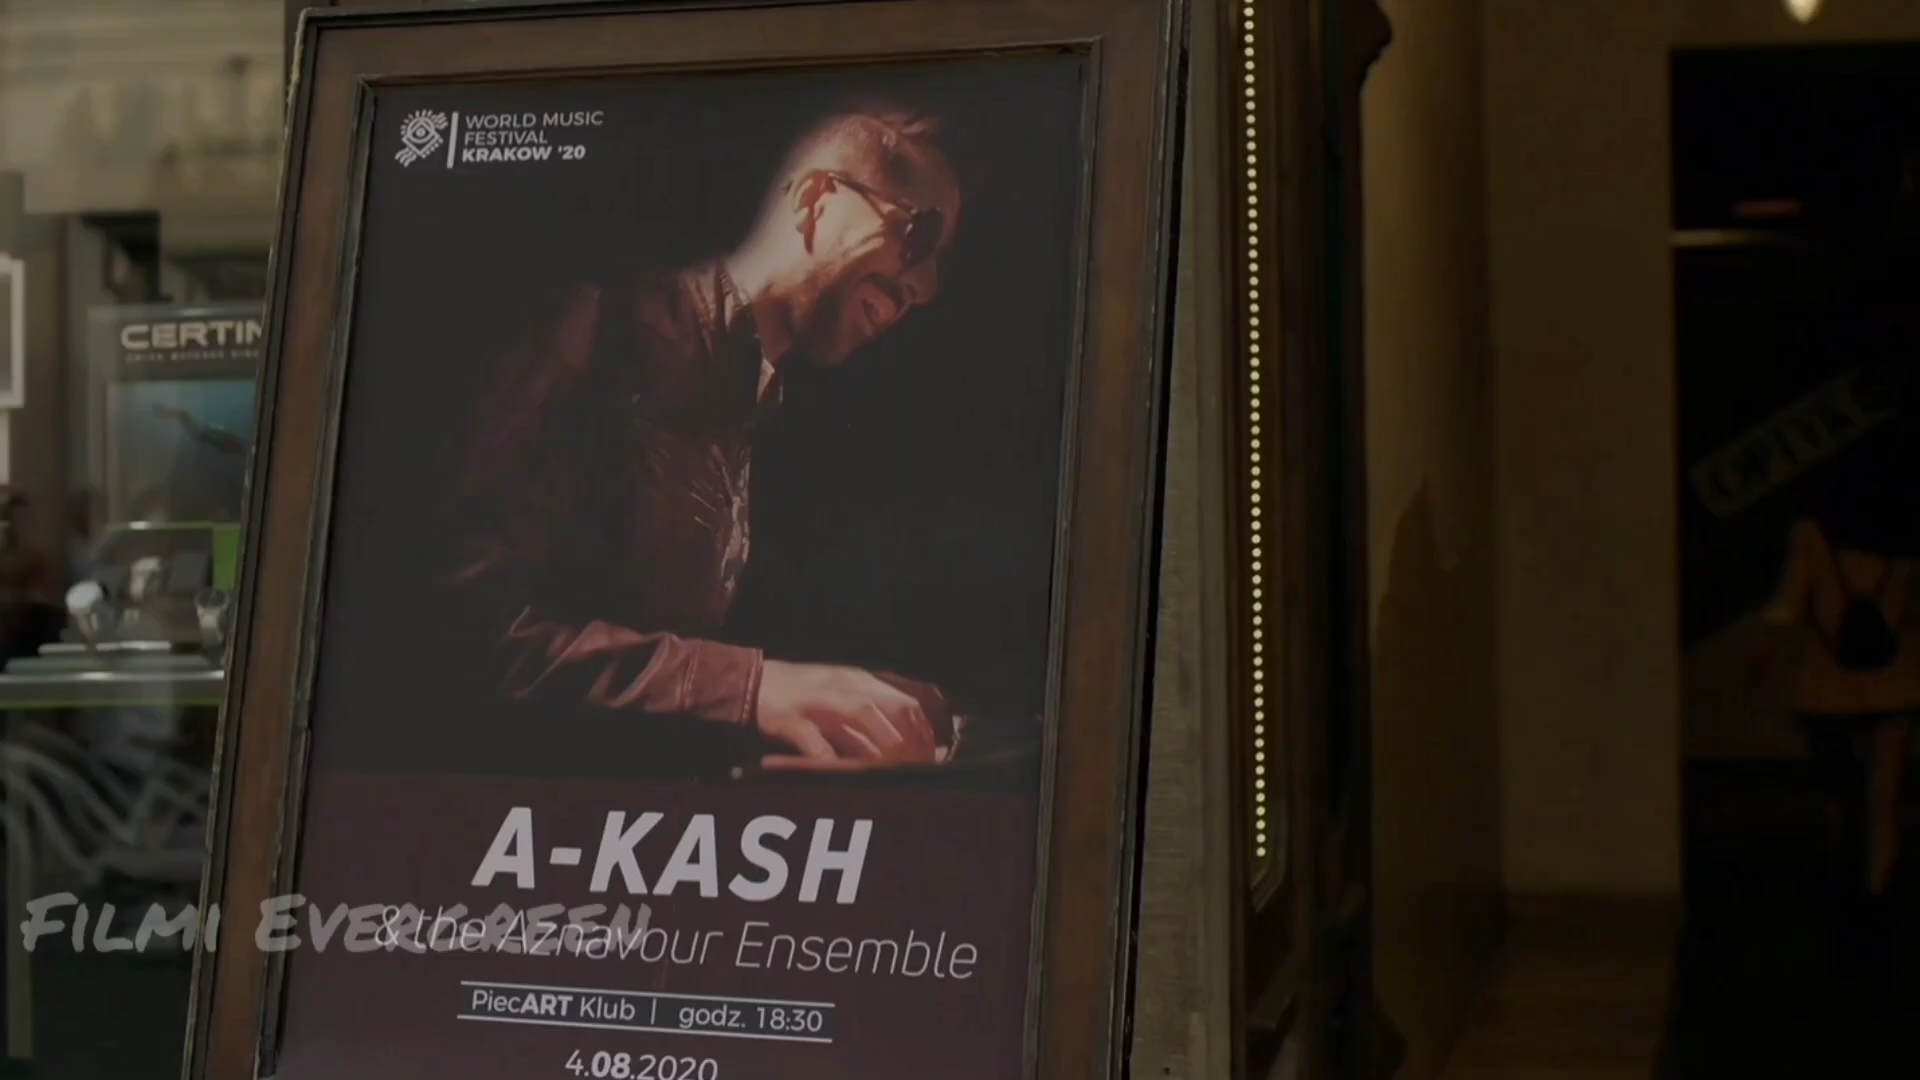 WORLD MUSIC
FESTIVAL
KRAKOW '20
A-KASH
& the Aznavour Ensemble
PiecART Klub | godz. 18:30
4.08.2020
Filmi Evergreen